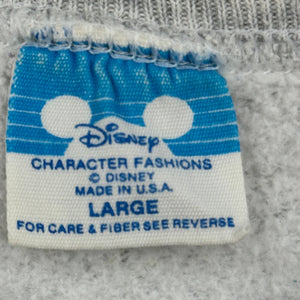 Disney
CHARACTER FASHIONS
© DISNEY
MADE IN U.S.A.
LARGE
FOR CARE & FIBER SEE REVERSE